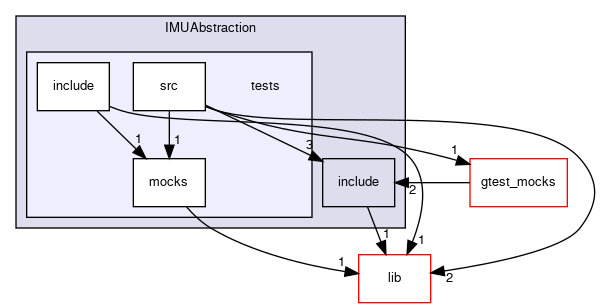 IMUAbstraction
include
src
tests
1
1
3
1
mocks
include
gtest_mocks
2
1
1
1
lib
2